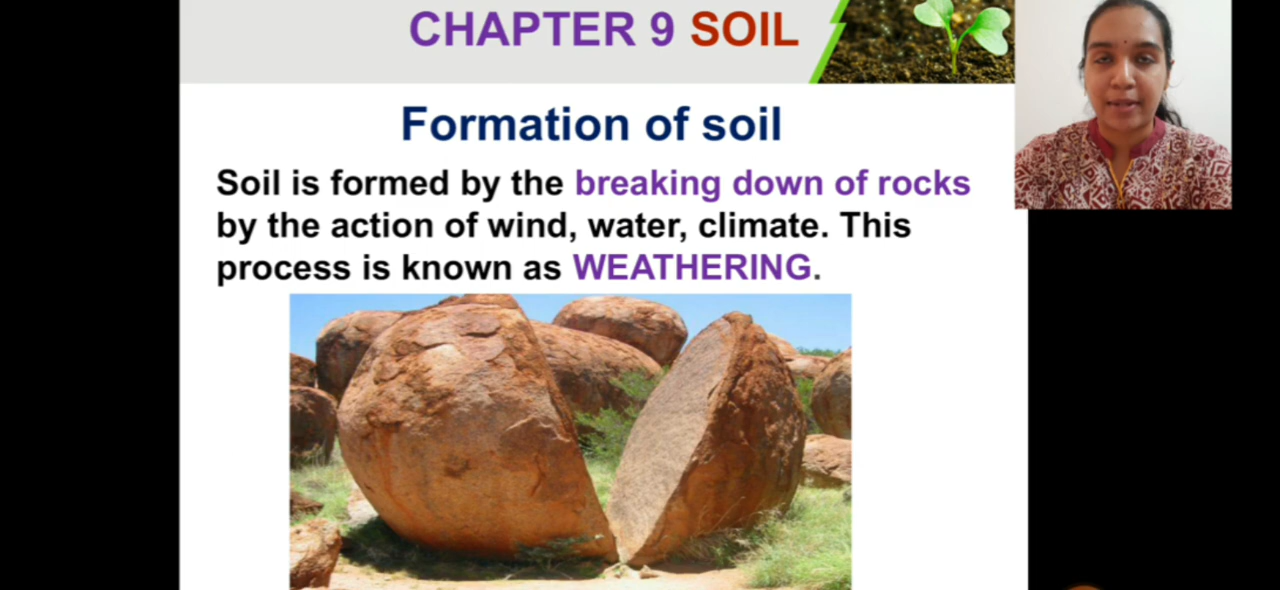 CHAPTER 9 SOIL
Formation of soil
Soil is formed by the breaking down of rocks
by the action of wind, water, climate. This
process is known as WEATHERING.